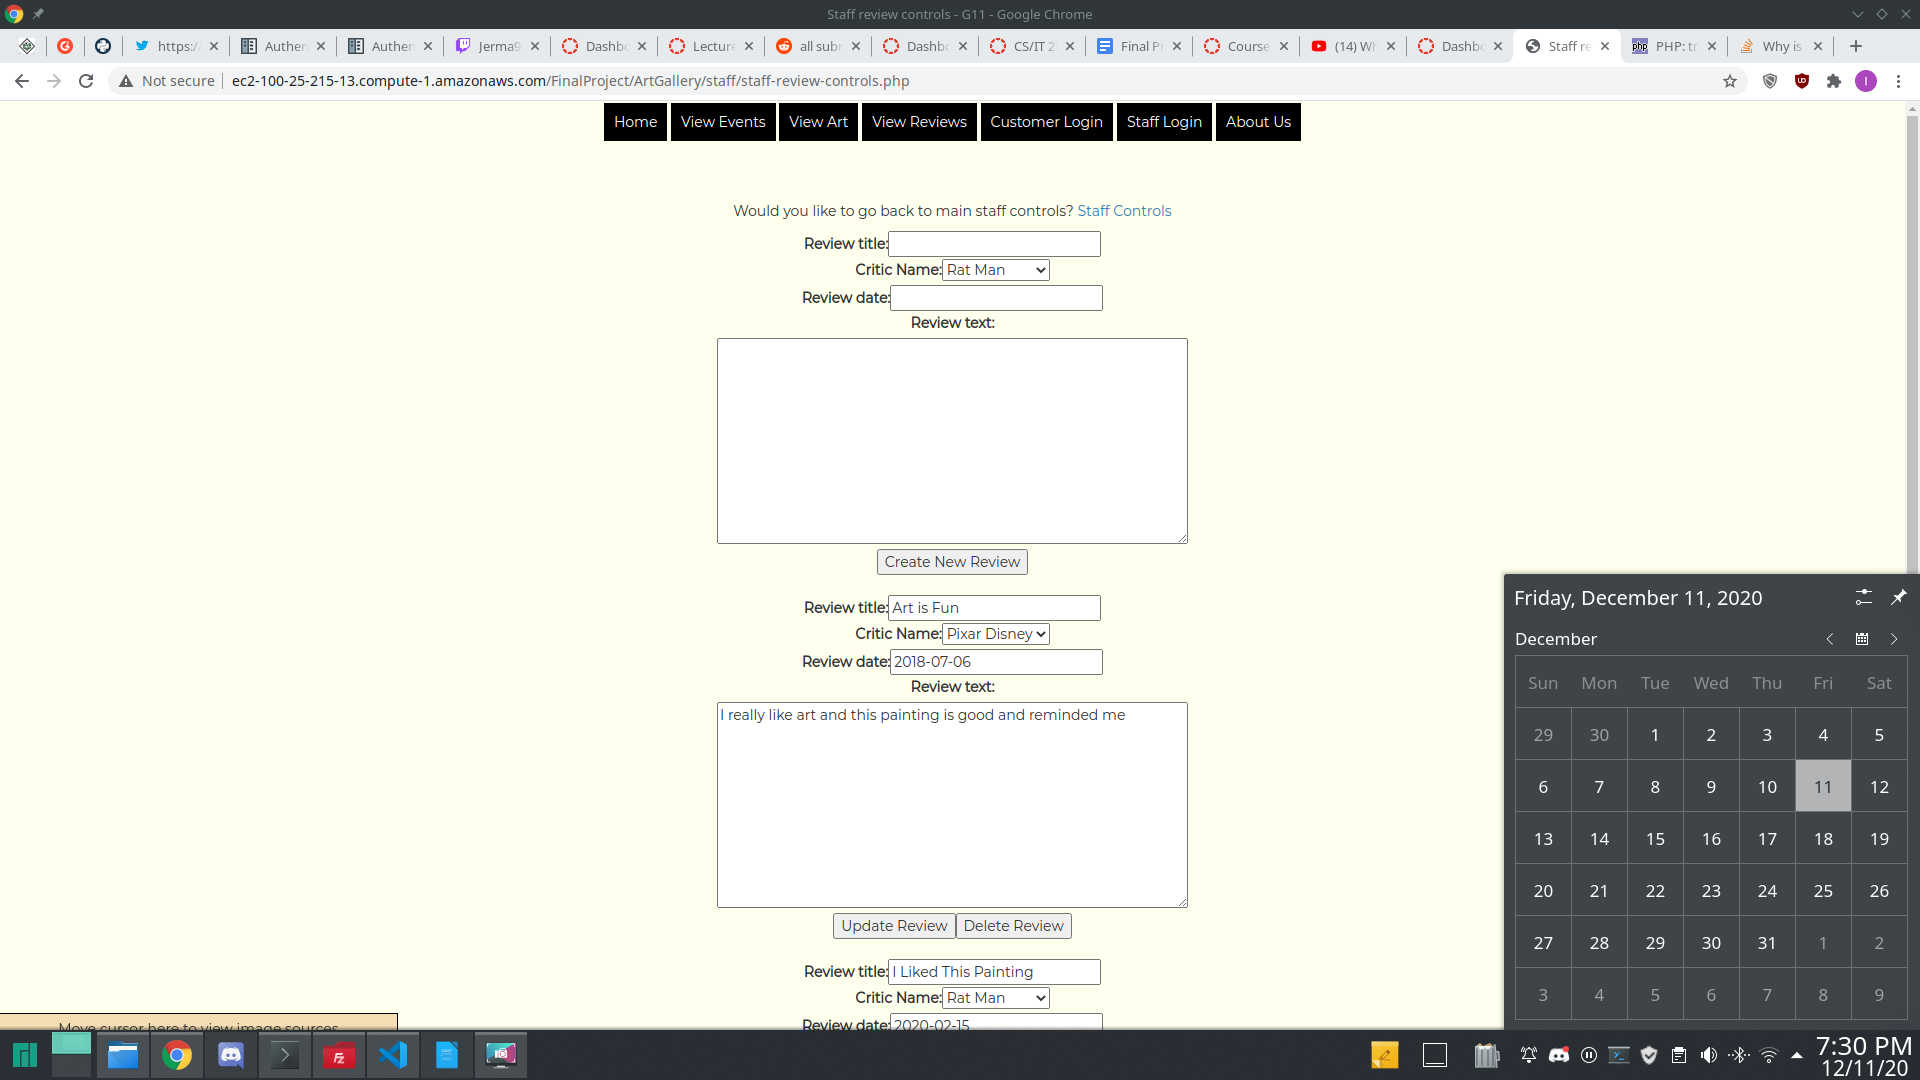 Staff review controls - G11 - Google Chrome
https:/
Authen
Authen
Jerma9
Dashbo
Lecture
all subr
Dashbo
CS/IT 2
Final Pr
Course
(14) Wh
Dashbo
Staff re
PHP: tr
Why is
Not secure
ec2-100-25-215-13.compute-1.amazonaws.com/FinalProject/ArtGallery/staff/staff-review-controls.php
Home View Events View Art View Reviews Customer Login Staff Login About Us
Would you like to go back to main staff controls? Staff Controls
Review title:
Critic Name: Rat Man
Review date:
Review text:
Create New Review
Review title: Art is Fun
Critic Name: Pixar Disney
Review date: 2018-07-06
Review text:
I really like art and this painting is good and reminded me
Update Review Delete Review
Review title: I Liked This Painting
Critic Name: Rat Man
Review date: 2020-02-15
Move cursor here to view image sources
Friday, December 11, 2020
December
Sun Mon Tue Wed Thu Fri Sat
29 30 1 2 3 4 5
6 7 8 9 10 11 12
13 14 15 16 17 18 19
20 21 22 23 24 25 26
27 28 29 30 31 1 2
3 4 5 6 7 8 9
7:30 PM
12/11/20